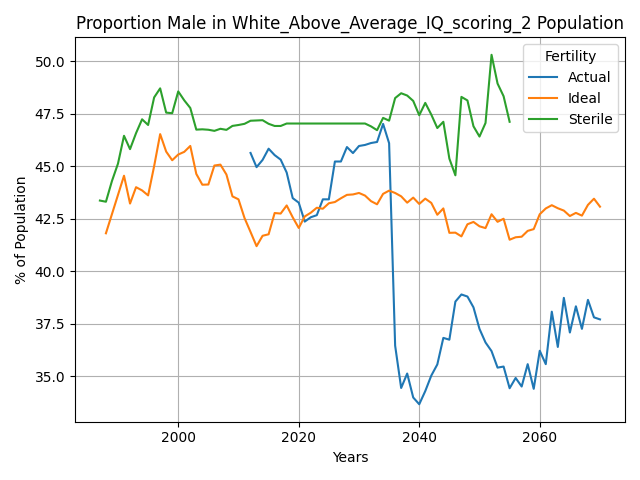 Proportion Male in White_Above_Average_IQ_scoring_2 Population
Fertility
Actual
Ideal
Sterile
% of Population
50.0
47.5
45.0
42.5
40.0
37.5
35.0
2000
2020
2040
2060
Years